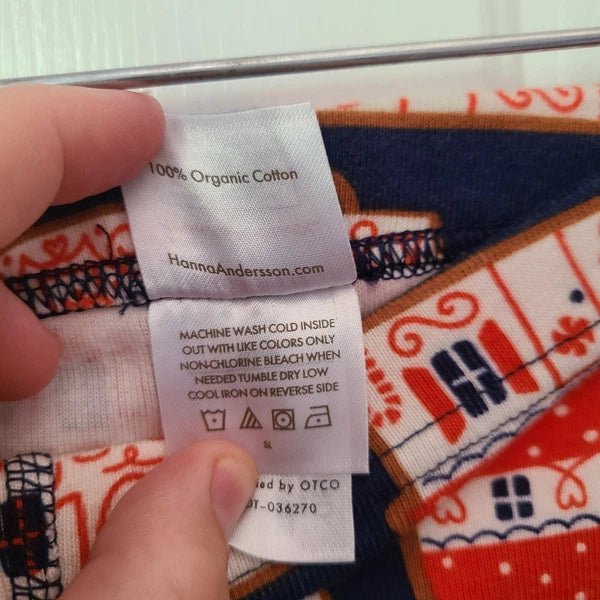 100% Organic Cotton
HannaAndersson.com
MACHINE WASH COLD INSIDE
OUT WITH LIKE COLORS ONLY
NON-CHLORINE BLEACH WHEN
NEEDED TUMBLE DRY LOW
COOL IRON ON REVERSE SIDE
SL
by OTCO
-036270